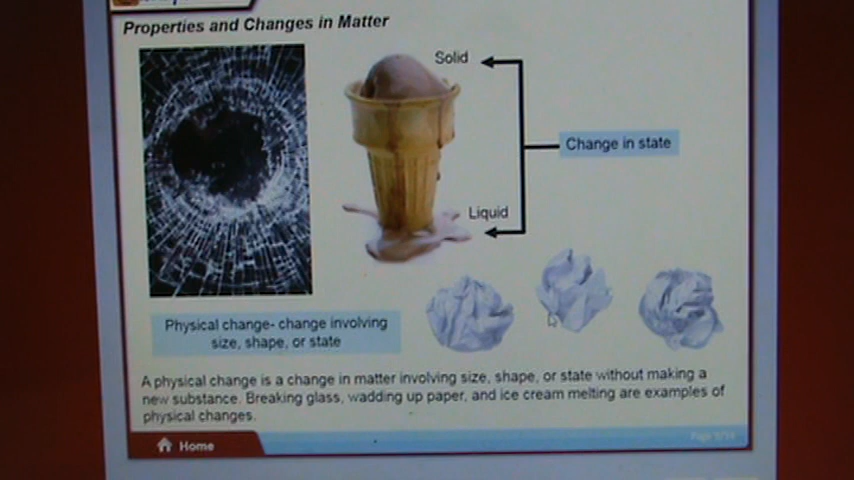 Properties and Changes in Matter
Solid
Change in state
Liquid
Physical change- change involving
size, shape, or state
A physical change is a change in matter involving size, shape, or state without making a
new substance. Breaking glass, wadding up paper, and ice cream melting are examples of
physical changes.
Home
Page